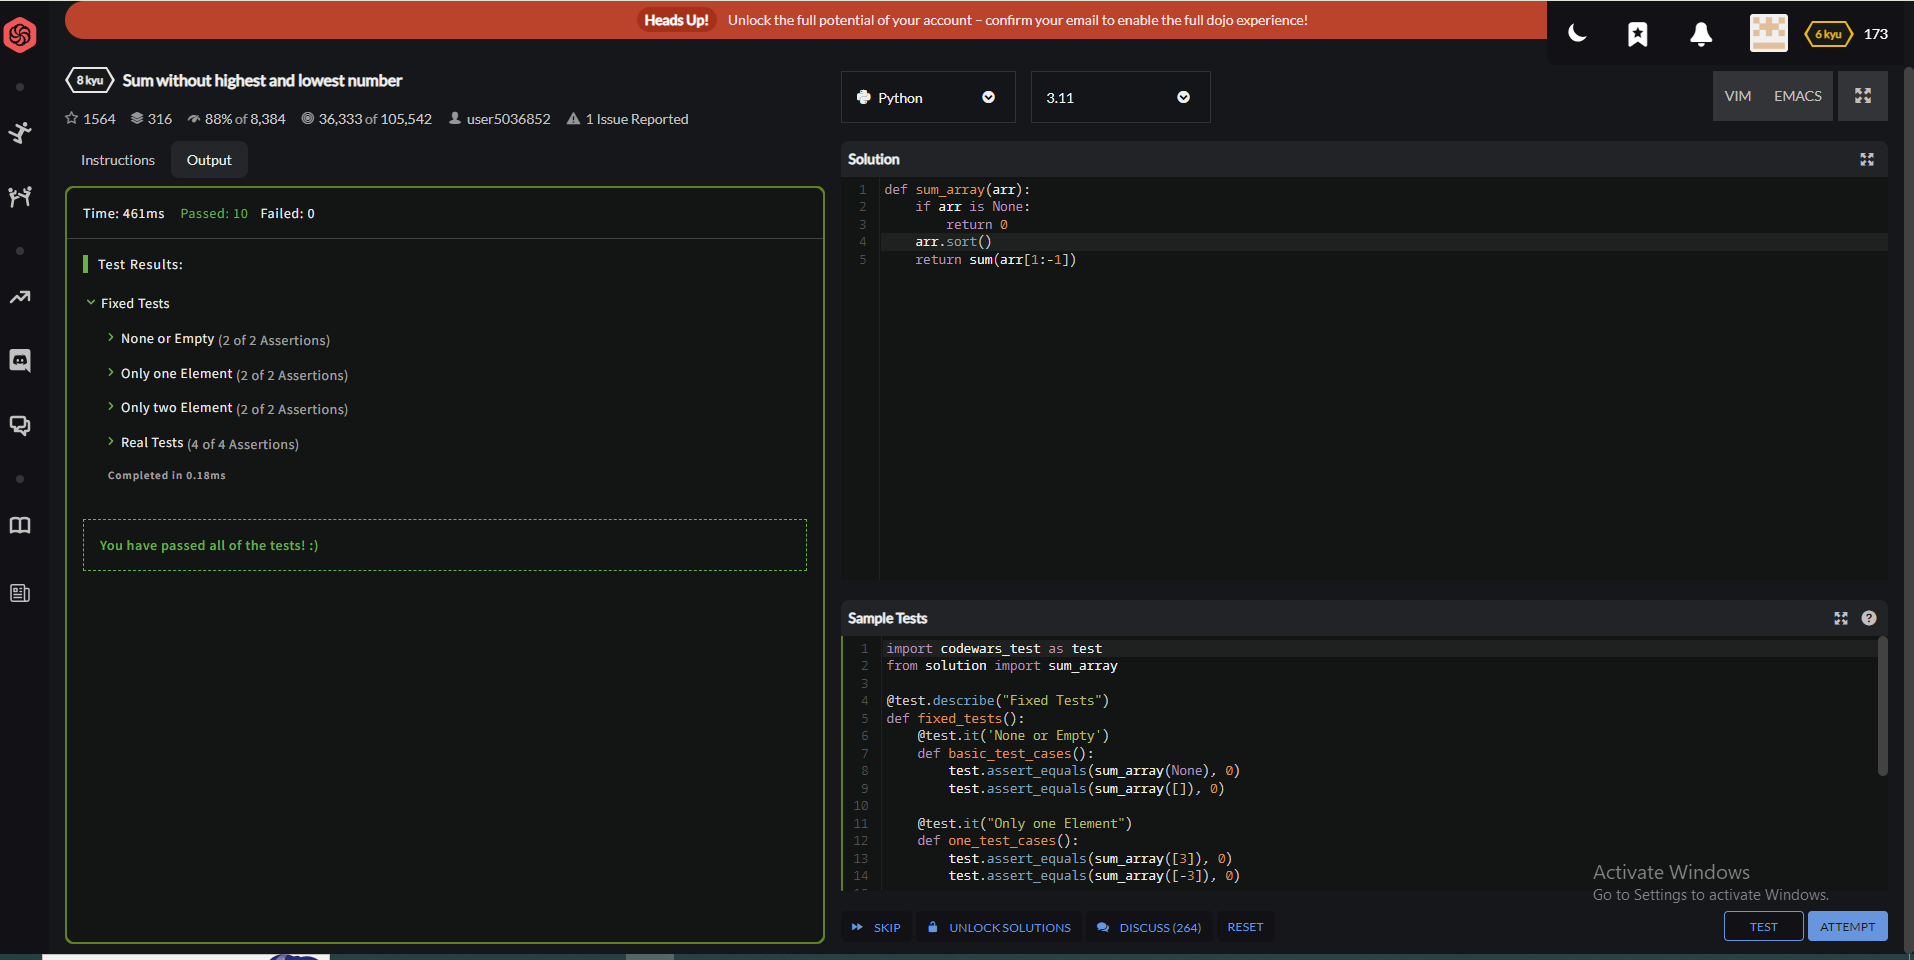 Heads Up! Unlock the full potential of your account – confirm your email to enable the full dojo experience!
6 kyu 173
8 kyu Sum without highest and lowest number
1564 316 88% of 8,384 36,333 of 105,542 user5036852 1 Issue Reported
Instructions Output
Time: 461ms Passed: 10 Failed: 0
Test Results:
Fixed Tests
None or Empty (2 of 2 Assertions)
Only one Element (2 of 2 Assertions)
Only two Element (2 of 2 Assertions)
Real Tests (4 of 4 Assertions)
Completed in 0.18ms
You have passed all of the tests! :)
Python 3.11 VIM EMACS
Solution
1 def sum_array(arr):
2 if arr is None:
3 return 0
4 arr.sort()
5 return sum(arr[1:-1])
Sample Tests
1 import codewars_test as test
2 from solution import sum_array
3
4 @test.describe("Fixed Tests")
5 def fixed_tests():
6 @test.it('None or Empty')
7 def basic_test_cases():
8 test.assert_equals(sum_array(None), 0)
9 test.assert_equals(sum_array([]), 0)
10
11 @test.it("Only one Element")
12 def one_test_cases():
13 test.assert_equals(sum_array([3]), 0)
14 test.assert_equals(sum_array([-3]), 0)
Activate Windows
Go to Settings to activate Windows.
SKIP UNLOCK SOLUTIONS DISCUSS (264) RESET TEST ATTEMPT